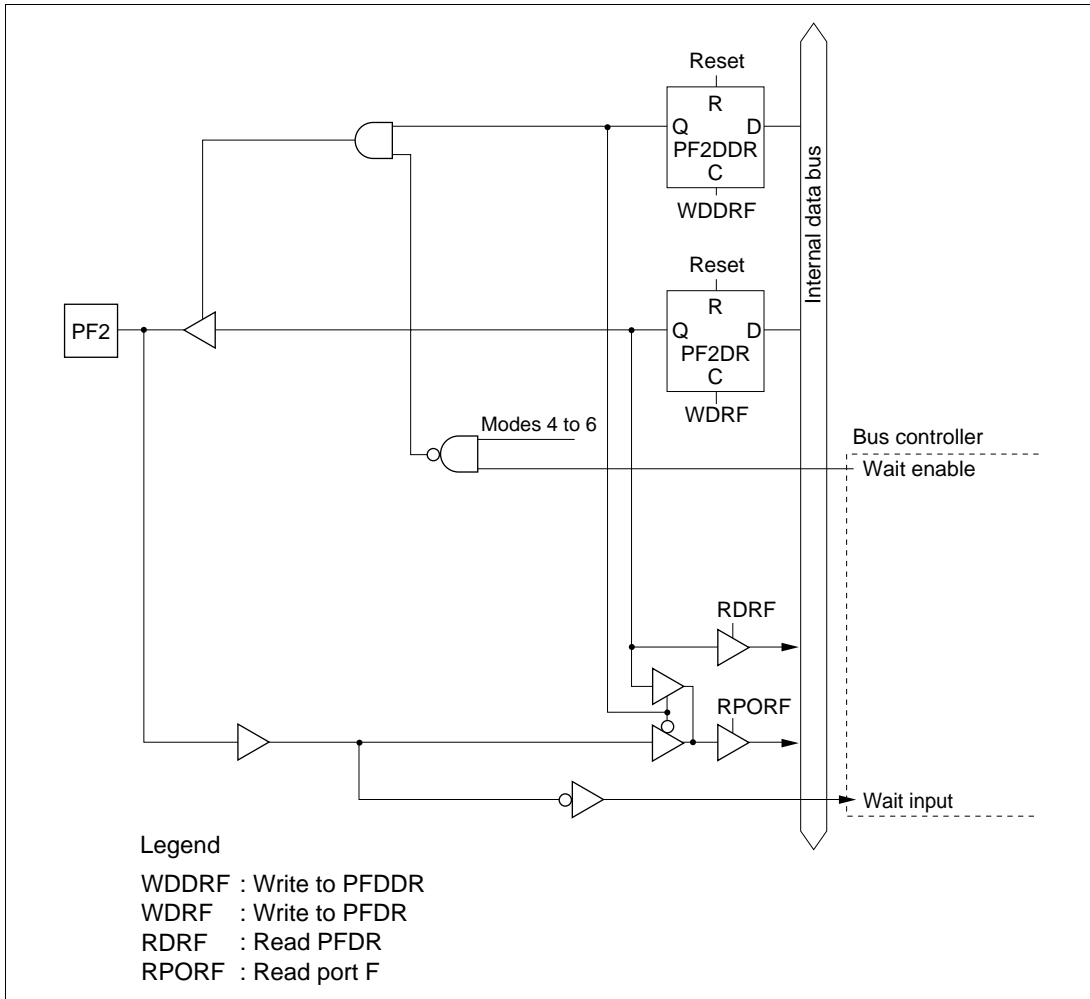 Reset
R
Q D
PF2DDR
C
WDDRF
Internal data bus
Reset
R
Q D
PF2DR
C
WDRF
PF2
Modes 4 to 6
Bus controller
Wait enable
RDRF
RPORF
Wait input
Legend
WDDRF : Write to PFDDR
WDRF : Write to PFDR
RDRF : Read PFDR
RPORF : Read port F